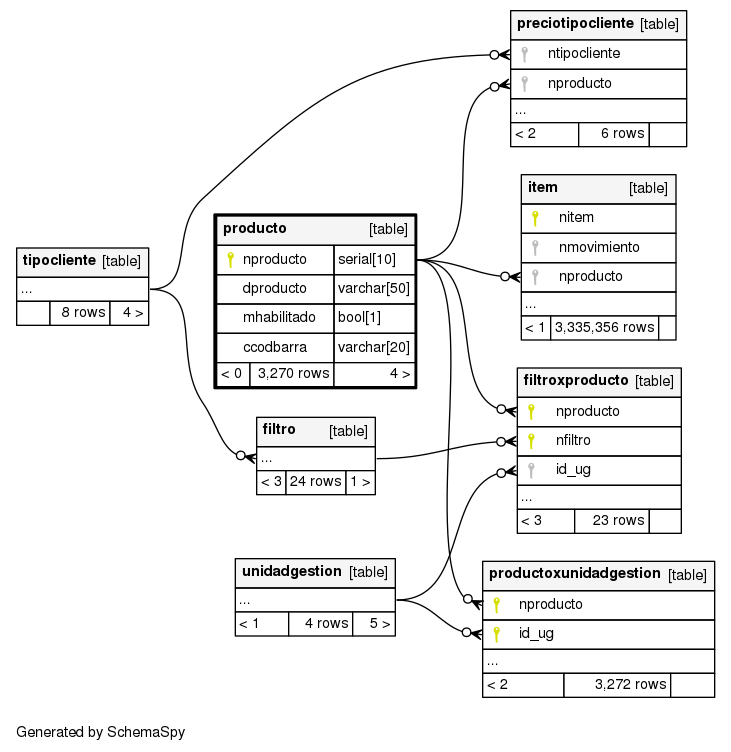 preciotipocliente [table]
ntipocliente
nproducto
...
< 2 6 rows
item [table]
nitem
nmovimiento
nproducto
...
< 1 3,335,356 rows
producto [table]
nproducto serial[10]
dproducto varchar[50]
mhabilitado bool[1]
ccodbarra varchar[20]
< 0 3,270 rows 4 >
tipocliente [table]
...
8 rows 4 >
filtroxproducto [table]
nproducto
nfiltro
id_ug
...
< 3 23 rows
filtro [table]
...
< 3 24 rows 1 >
unidadgestion [table]
...
< 1 4 rows 5 >
productoxunidadgestion [table]
nproducto
id_ug
...
< 2 3,272 rows
Generated by SchemaSpy